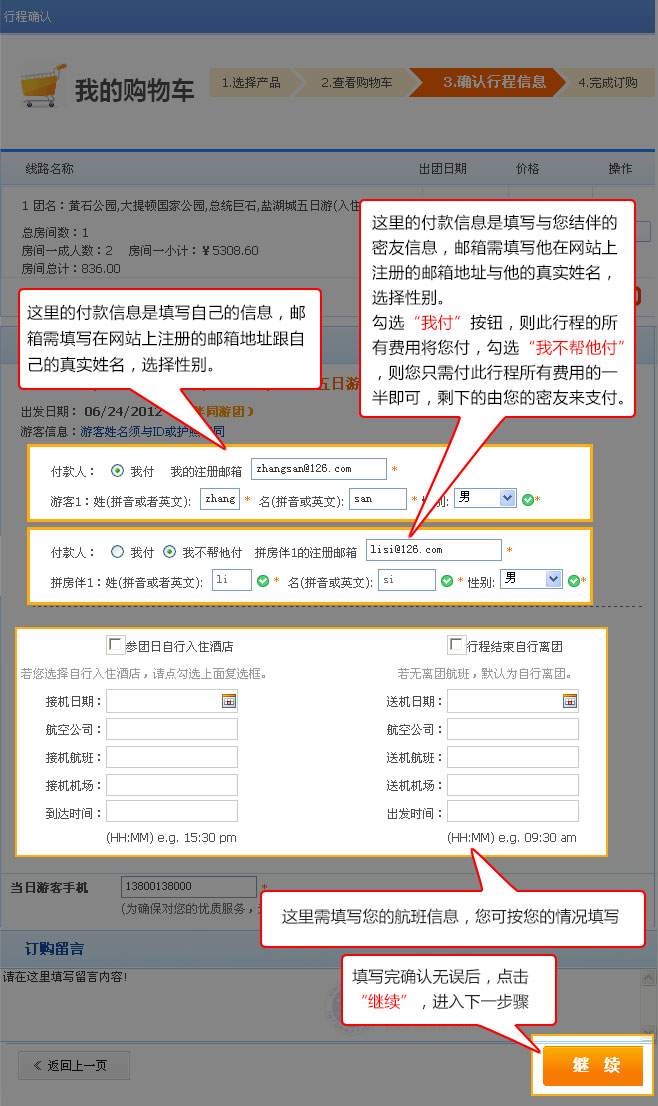 行程确认
我的购物车
1.选择产品 2.查看购物车 3.确认行程信息 4.完成订购
线路名称 出团日期 价格 操作
1 团名：黄石公园,大提顿国家公园,总统巨石,盐湖城五日游(入住
总房间数：1
房间一成人数：2 房间一小计：¥5308.60
房间总计：836.00
这里的付款信息是填写与您结伴的
密友信息，邮箱需填写他在网站上
注册的邮箱地址与他的真实姓名，
选择性别。
勾选“我付”按钮，则此行程的所
有费用将您付，勾选“我不帮他付”
，则您只需付此行程所有费用的一
半即可，剩下的由您的密友来支付。
这里的付款信息是填写自己的信息，邮
箱需填写在网站上注册的邮箱地址跟自
己的真实姓名，选择性别。
五日游
出发日期： 06/24/2012 伴同游团）
游客信息：游客姓名须与ID或护照 同
付款人： 我付 我的注册邮箱 zhangsan@126.com *
游客1：姓(拼音或者英文): zhang * 名(拼音或英文): san * 性别: 男 *
付款人： 我付 我不帮他付 拼房伴1的注册邮箱 lisi@126.com *
拼房伴1：姓(拼音或者英文): li * 名(拼音或英文): si * 性别: 男 *
参团日自行入住酒店 行程结束自行离团
若您选择自行入住酒店，请点勾选上面复选框。 若无离团航班，默认为自行离团。
接机日期： 送机日期：
航空公司： 航空公司：
接机航班： 送机航班：
接机机场： 送机机场：
到达时间： 出发时间：
(HH:MM) e.g. 15:30 pm (HH:MM) e.g. 09:30 am
当日游客手机 13800138000 *
(为确保对您的优质服务，
这里需填写您的航班信息，您可按您的情况填写
订购留言
请在这里填写留言内容!
填写完确认无误后，点击
“继续”，进入下一步骤
《 返回上一页 继 续